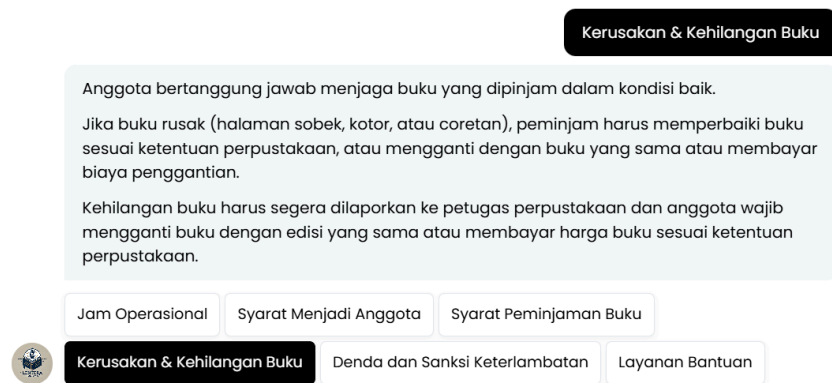 Kerusakan & Kehilangan Buku
Anggota bertanggung jawab menjaga buku yang dipinjam dalam kondisi baik.
Jika buku rusak (halaman sobek, kotor, atau coretan), peminjam harus memperbaiki buku
sesuai ketentuan perpustakaan, atau mengganti dengan buku yang sama atau membayar
biaya penggantian.
Kehilangan buku harus segera dilaporkan ke petugas perpustakaan dan anggota wajib
mengganti buku dengan edisi yang sama atau membayar harga buku sesuai ketentuan
perpustakaan.
Jam Operasional Syarat Menjadi Anggota Syarat Peminjaman Buku
Kerusakan & Kehilangan Buku Denda dan Sanksi Keterlambatan Layanan Bantuan